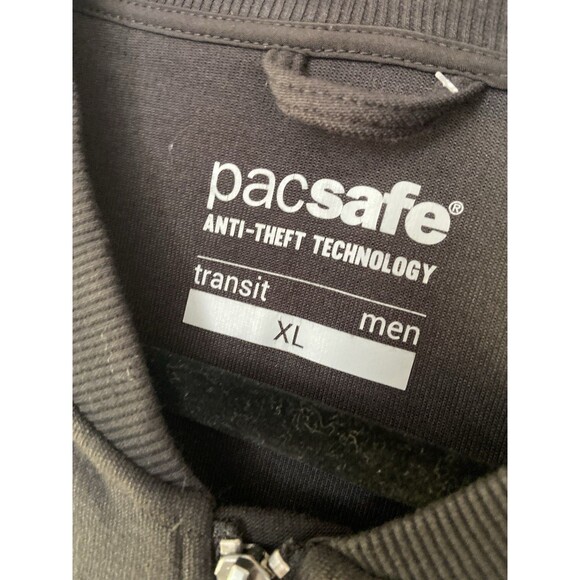 pacsafe®
ANTI-THEFT TECHNOLOGY
transit men
XL